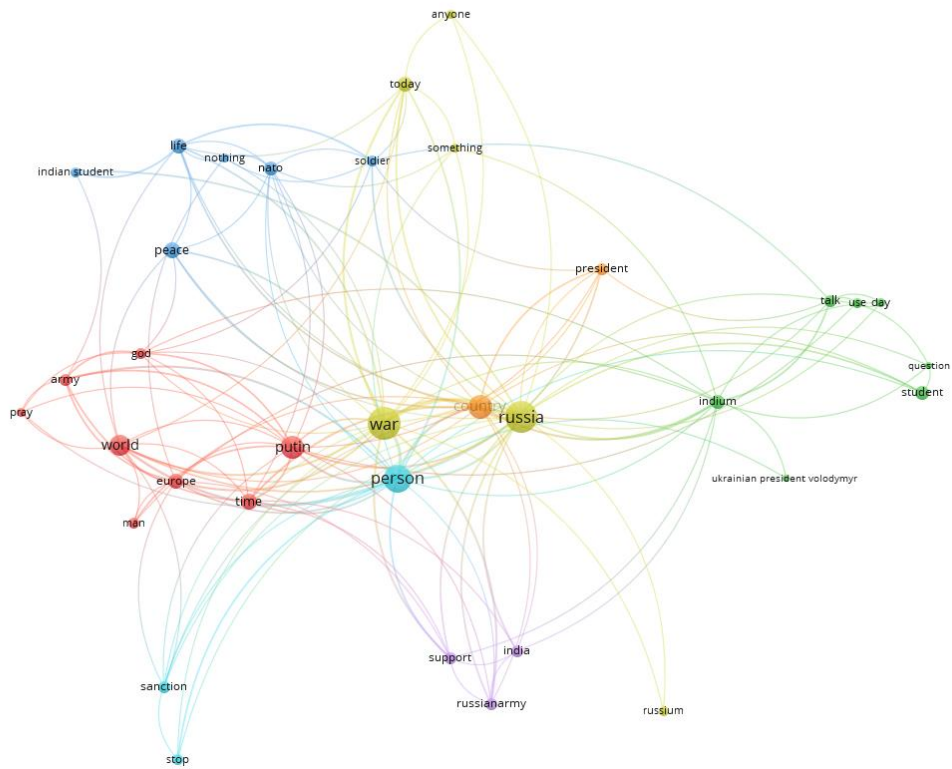 anyone
today
something
life
nothing
nato
soldier
indian student
peace
president
talk
use day
question
student
indium
god
army
pray
country
russia
war
world
putin
person
europe
time
ukrainian president volodymyr
man
support
india
sanction
russianarmy
russium
stop